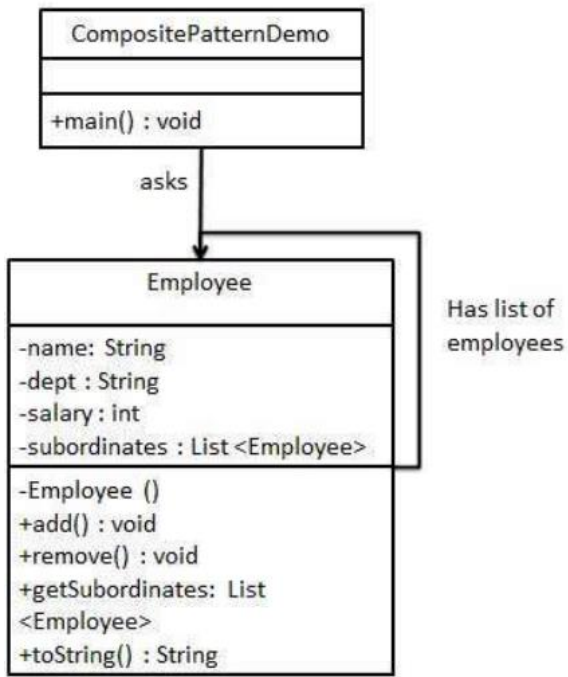 CompositePatternDemo
+main() : void
asks
Employee
-name: String
-dept : String
-salary : int
-subordinates : List <Employee>
Has list of
employees
-Employee ()
+add() : void
+remove() : void
+getSubordinates: List
<Employee>
+toString() : String